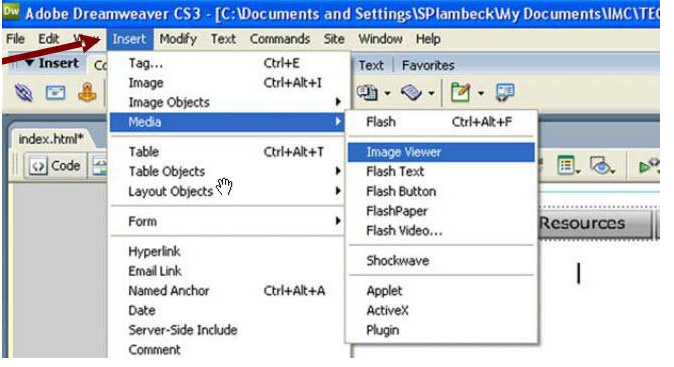 Dw Adobe Dreamweaver CS3 - [C:\Documents and Settings\SPlambeck\My Documents\IMC\TEC
File Edit View Insert Modify Text Commands Site Window Help
Insert Text Favorites
Tag... Ctrl+E
Image Ctrl+Alt+I
Image Objects
Media
Table Ctrl+Alt+T
Table Objects
Layout Objects
Form
Hyperlink
Email Link
Named Anchor Ctrl+Alt+A
Date
Server-Side Include
Comment
Flash Ctrl+Alt+F
Image Viewer
Flash Text
Flash Button
FlashPaper
Flash Video...
Shockwave
Applet
ActiveX
Plugin
index.html*
Code
Resources